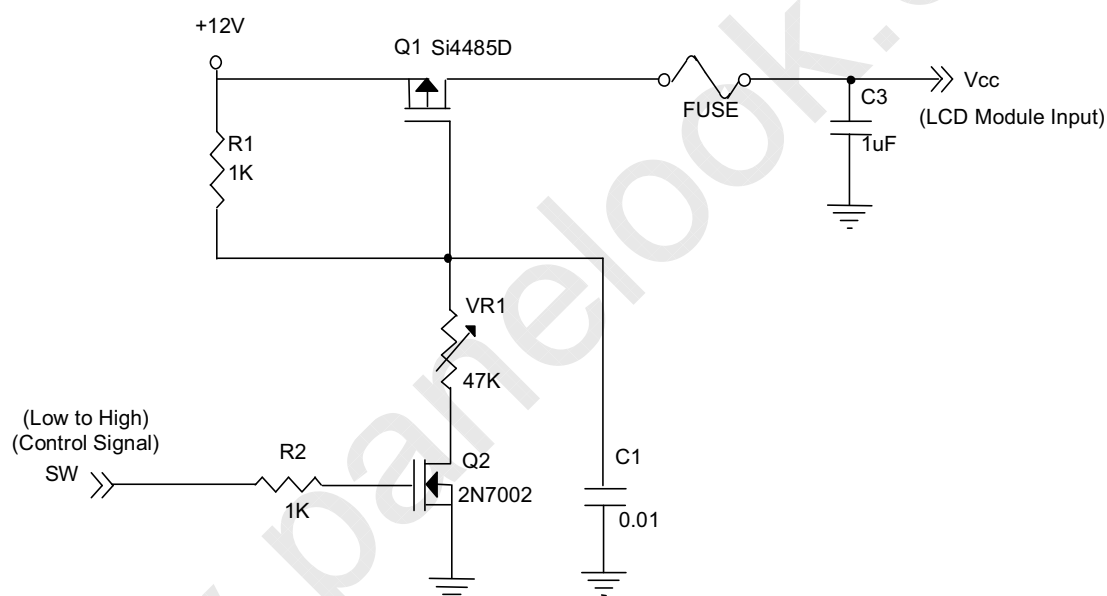 +12V
Q1 Si4485D
Vcc
FUSE
C3
(LCD Module Input)
R1
1uF
1K
VR1
47K
(Low to High)
(Control Signal)
R2
Q2
C1
SW
2N7002
1K
0.01
panelook.